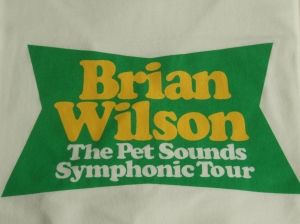 Brian
Wilson
The Pet Sounds
Symphonic Tour